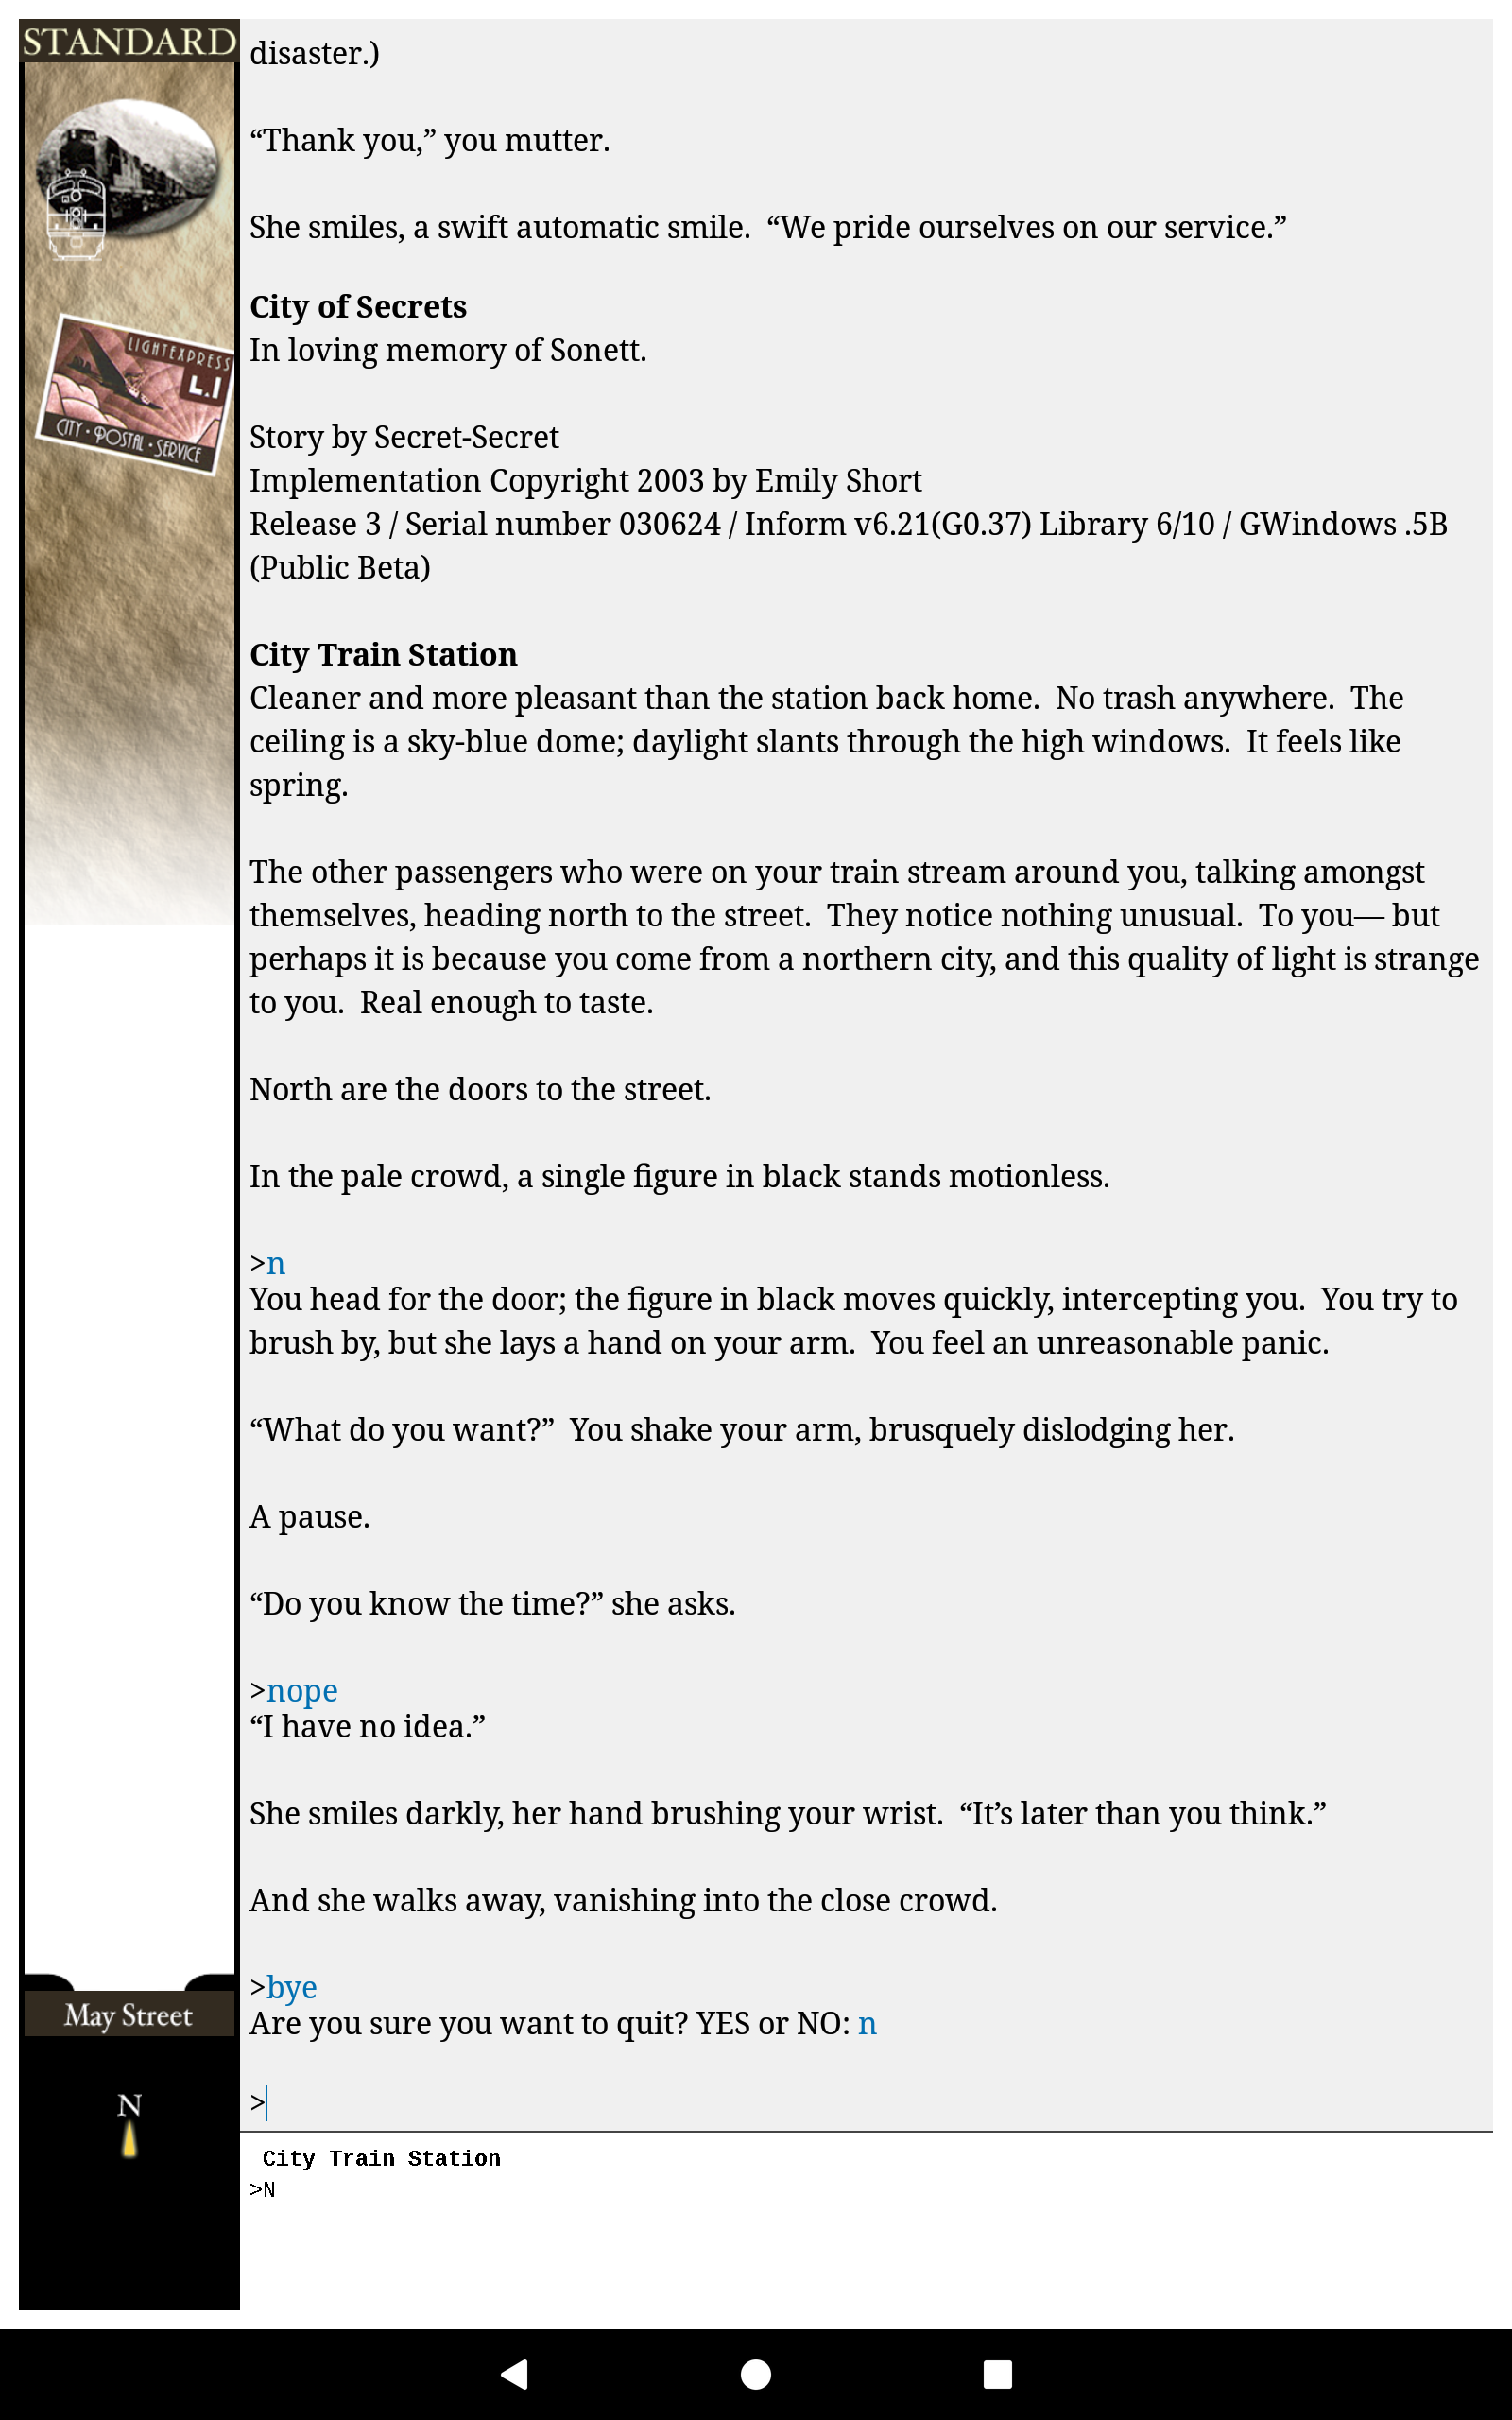 STANDARD
LIGHTEXPRESS
L.I
CITY · POSTAL · SERVICE
May Street
N
disaster.)
“Thank you,” you mutter.
She smiles, a swift automatic smile.  “We pride ourselves on our service.”
City of Secrets
In loving memory of Sonett.
Story by Secret-Secret
Implementation Copyright 2003 by Emily Short
Release 3 / Serial number 030624 / Inform v6.21(G0.37) Library 6/10 / GWindows .5B
(Public Beta)
City Train Station
Cleaner and more pleasant than the station back home.  No trash anywhere.  The
ceiling is a sky-blue dome; daylight slants through the high windows.  It feels like
spring.
The other passengers who were on your train stream around you, talking amongst
themselves, heading north to the street.  They notice nothing unusual.  To you— but
perhaps it is because you come from a northern city, and this quality of light is strange
to you.  Real enough to taste.
North are the doors to the street.
In the pale crowd, a single figure in black stands motionless.
>n
You head for the door; the figure in black moves quickly, intercepting you.  You try to
brush by, but she lays a hand on your arm.  You feel an unreasonable panic.
“What do you want?”  You shake your arm, brusquely dislodging her.
A pause.
“Do you know the time?” she asks.
>nope
“I have no idea.”
She smiles darkly, her hand brushing your wrist.  “It’s later than you think.”
And she walks away, vanishing into the close crowd.
>bye
Are you sure you want to quit? YES or NO: n
>
City Train Station
>N